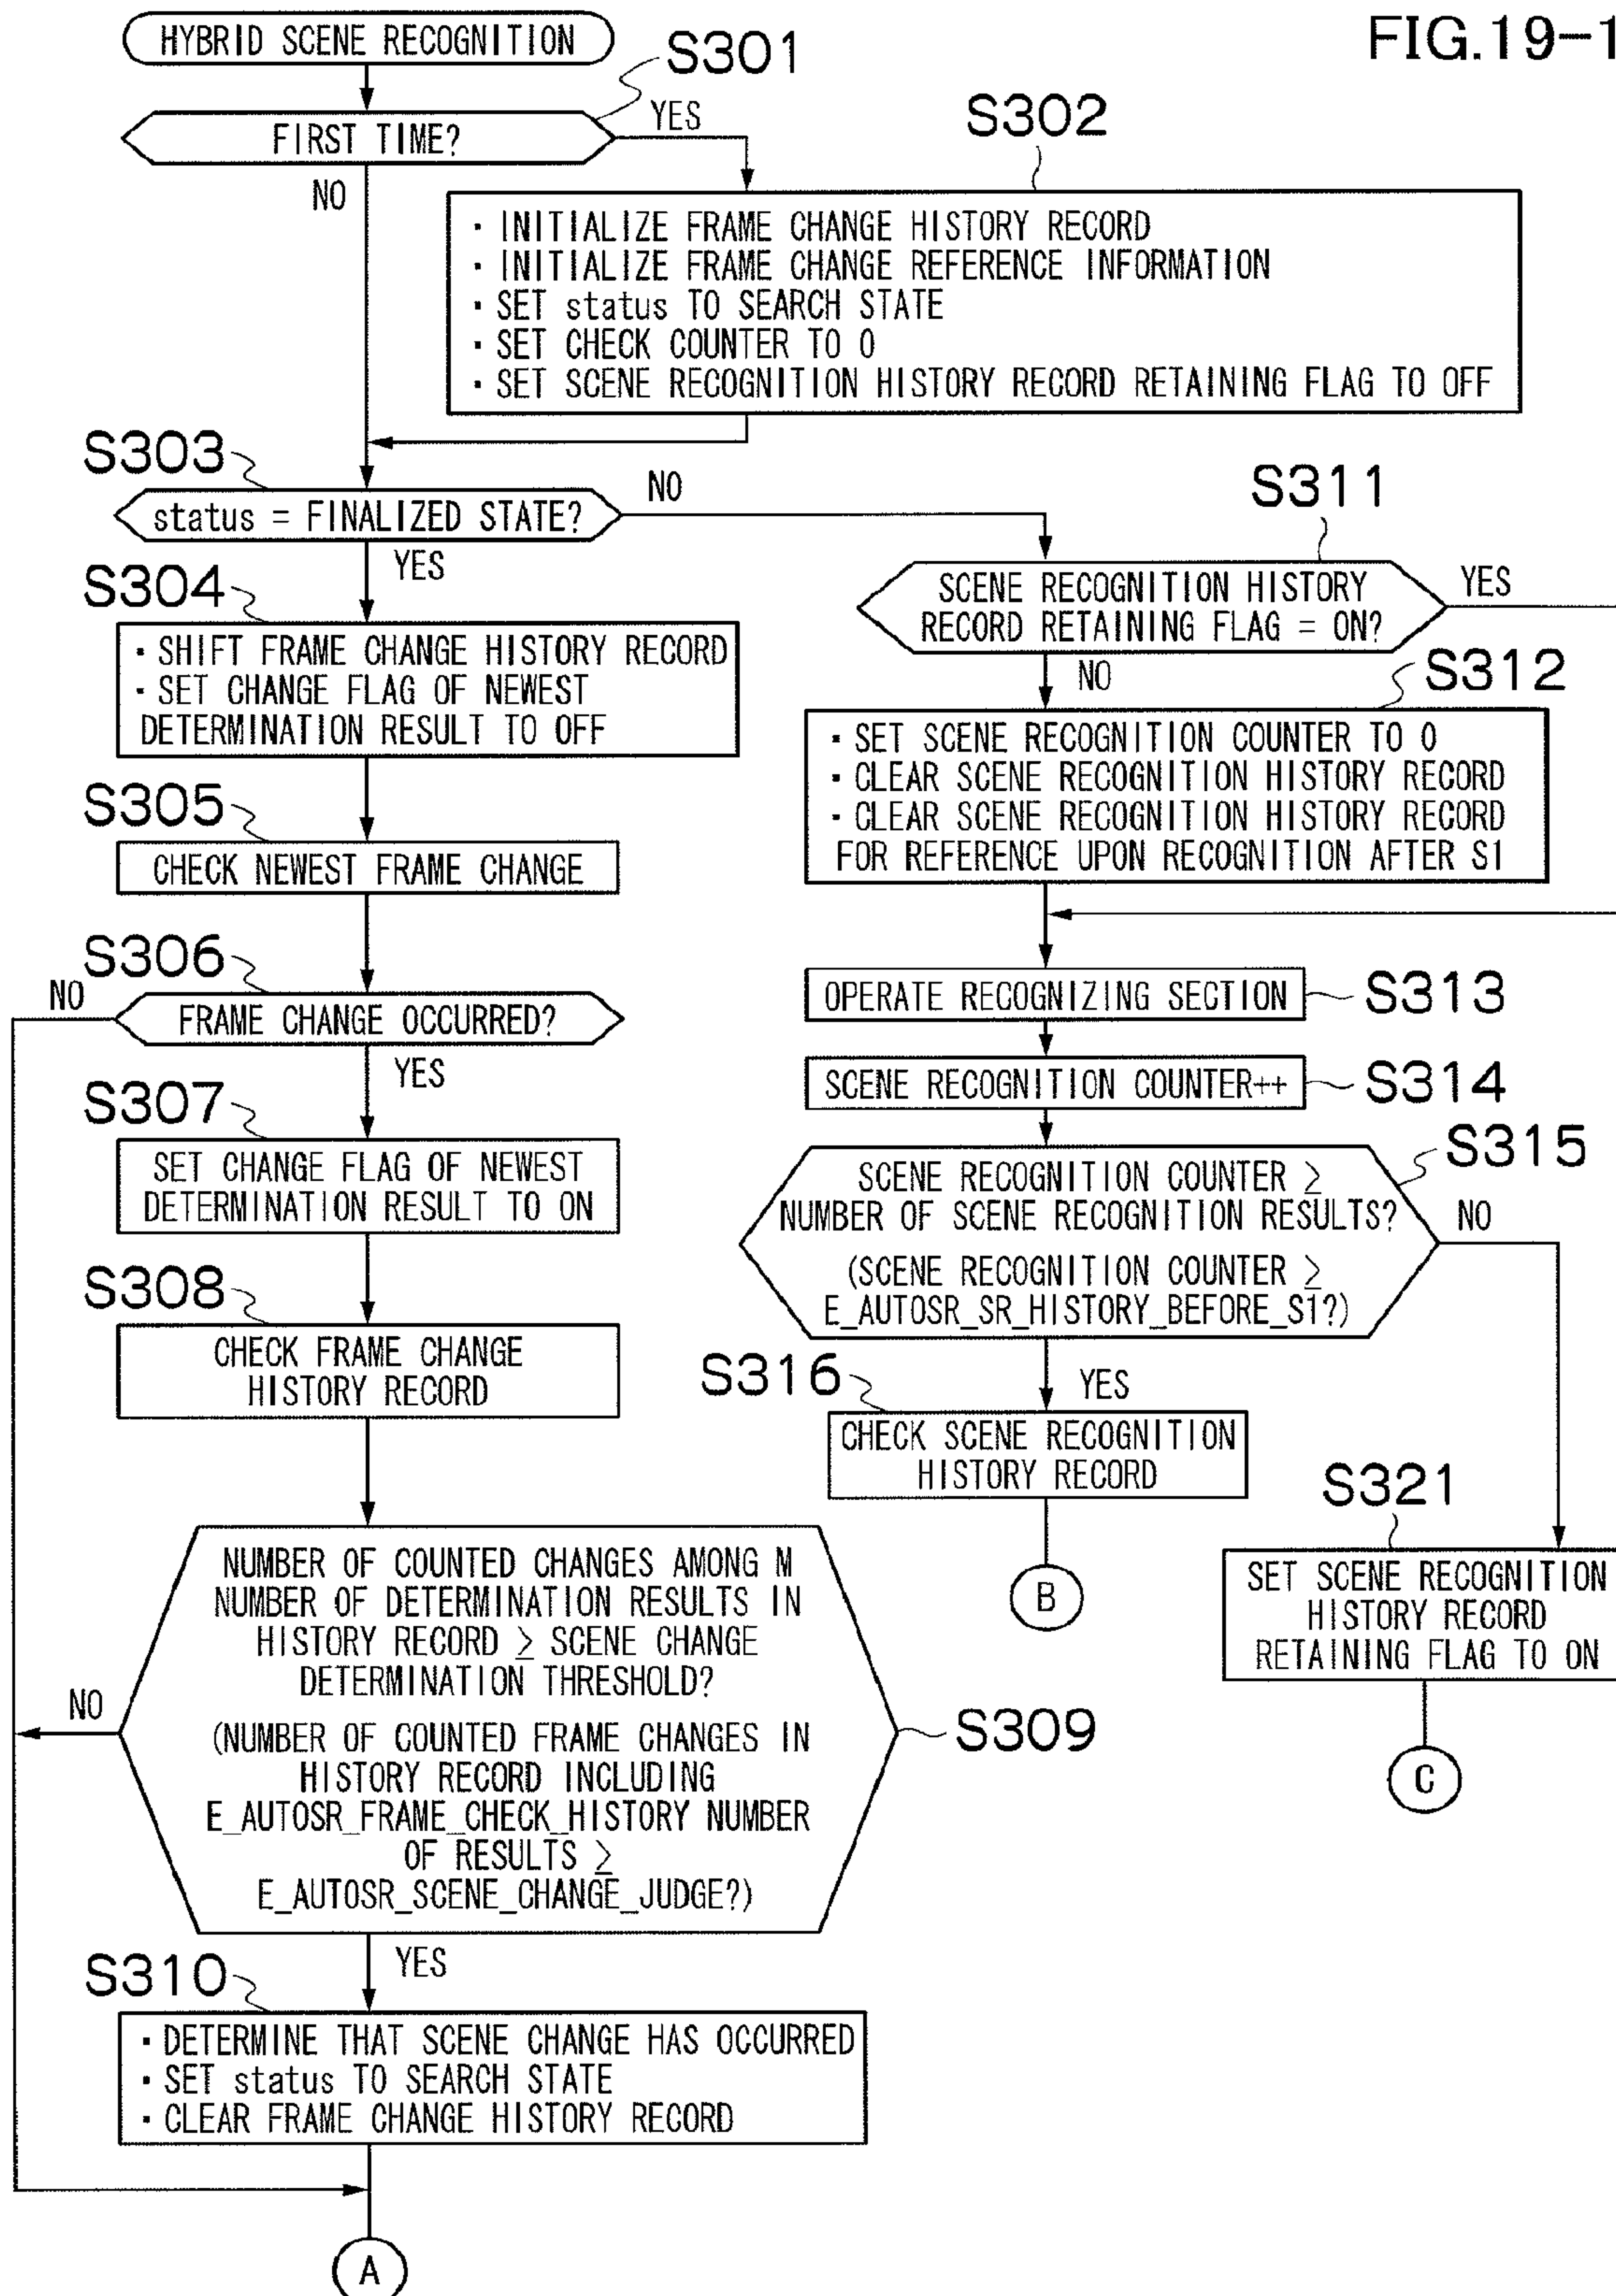 FIG.19-1
HYBRID SCENE RECOGNITION
S301
FIRST TIME?
YES
NO
S302
· INITIALIZE FRAME CHANGE HISTORY RECORD
· INITIALIZE FRAME CHANGE REFERENCE INFORMATION
· SET status TO SEARCH STATE
· SET CHECK COUNTER TO 0
· SET SCENE RECOGNITION HISTORY RECORD RETAINING FLAG TO OFF
S303
status = FINALIZED STATE?
NO
YES
S304
· SHIFT FRAME CHANGE HISTORY RECORD
· SET CHANGE FLAG OF NEWEST
DETERMINATION RESULT TO OFF
S305
CHECK NEWEST FRAME CHANGE
S306
NO
FRAME CHANGE OCCURRED?
YES
S307
SET CHANGE FLAG OF NEWEST
DETERMINATION RESULT TO ON
S308
CHECK FRAME CHANGE
HISTORY RECORD
NUMBER OF COUNTED CHANGES AMONG M
NUMBER OF DETERMINATION RESULTS IN
HISTORY RECORD ≥ SCENE CHANGE
DETERMINATION THRESHOLD?
(NUMBER OF COUNTED FRAME CHANGES IN
HISTORY RECORD INCLUDING
E_AUTOSR_FRAME_CHECK_HISTORY NUMBER
OF RESULTS ≥
E_AUTOSR_SCENE_CHANGE_JUDGE?)
NO
S309
YES
S310
· DETERMINE THAT SCENE CHANGE HAS OCCURRED
· SET status TO SEARCH STATE
· CLEAR FRAME CHANGE HISTORY RECORD
A
S311
SCENE RECOGNITION HISTORY
RECORD RETAINING FLAG = ON?
YES
NO
S312
· SET SCENE RECOGNITION COUNTER TO 0
· CLEAR SCENE RECOGNITION HISTORY RECORD
· CLEAR SCENE RECOGNITION HISTORY RECORD
FOR REFERENCE UPON RECOGNITION AFTER S1
OPERATE RECOGNIZING SECTION
S313
SCENE RECOGNITION COUNTER++
S314
S315
SCENE RECOGNITION COUNTER ≥
NUMBER OF SCENE RECOGNITION RESULTS?
(SCENE RECOGNITION COUNTER ≥
E_AUTOSR_SR_HISTORY_BEFORE_S1?)
NO
YES
S316
CHECK SCENE RECOGNITION
HISTORY RECORD
B
S321
SET SCENE RECOGNITION
HISTORY RECORD
RETAINING FLAG TO ON
C